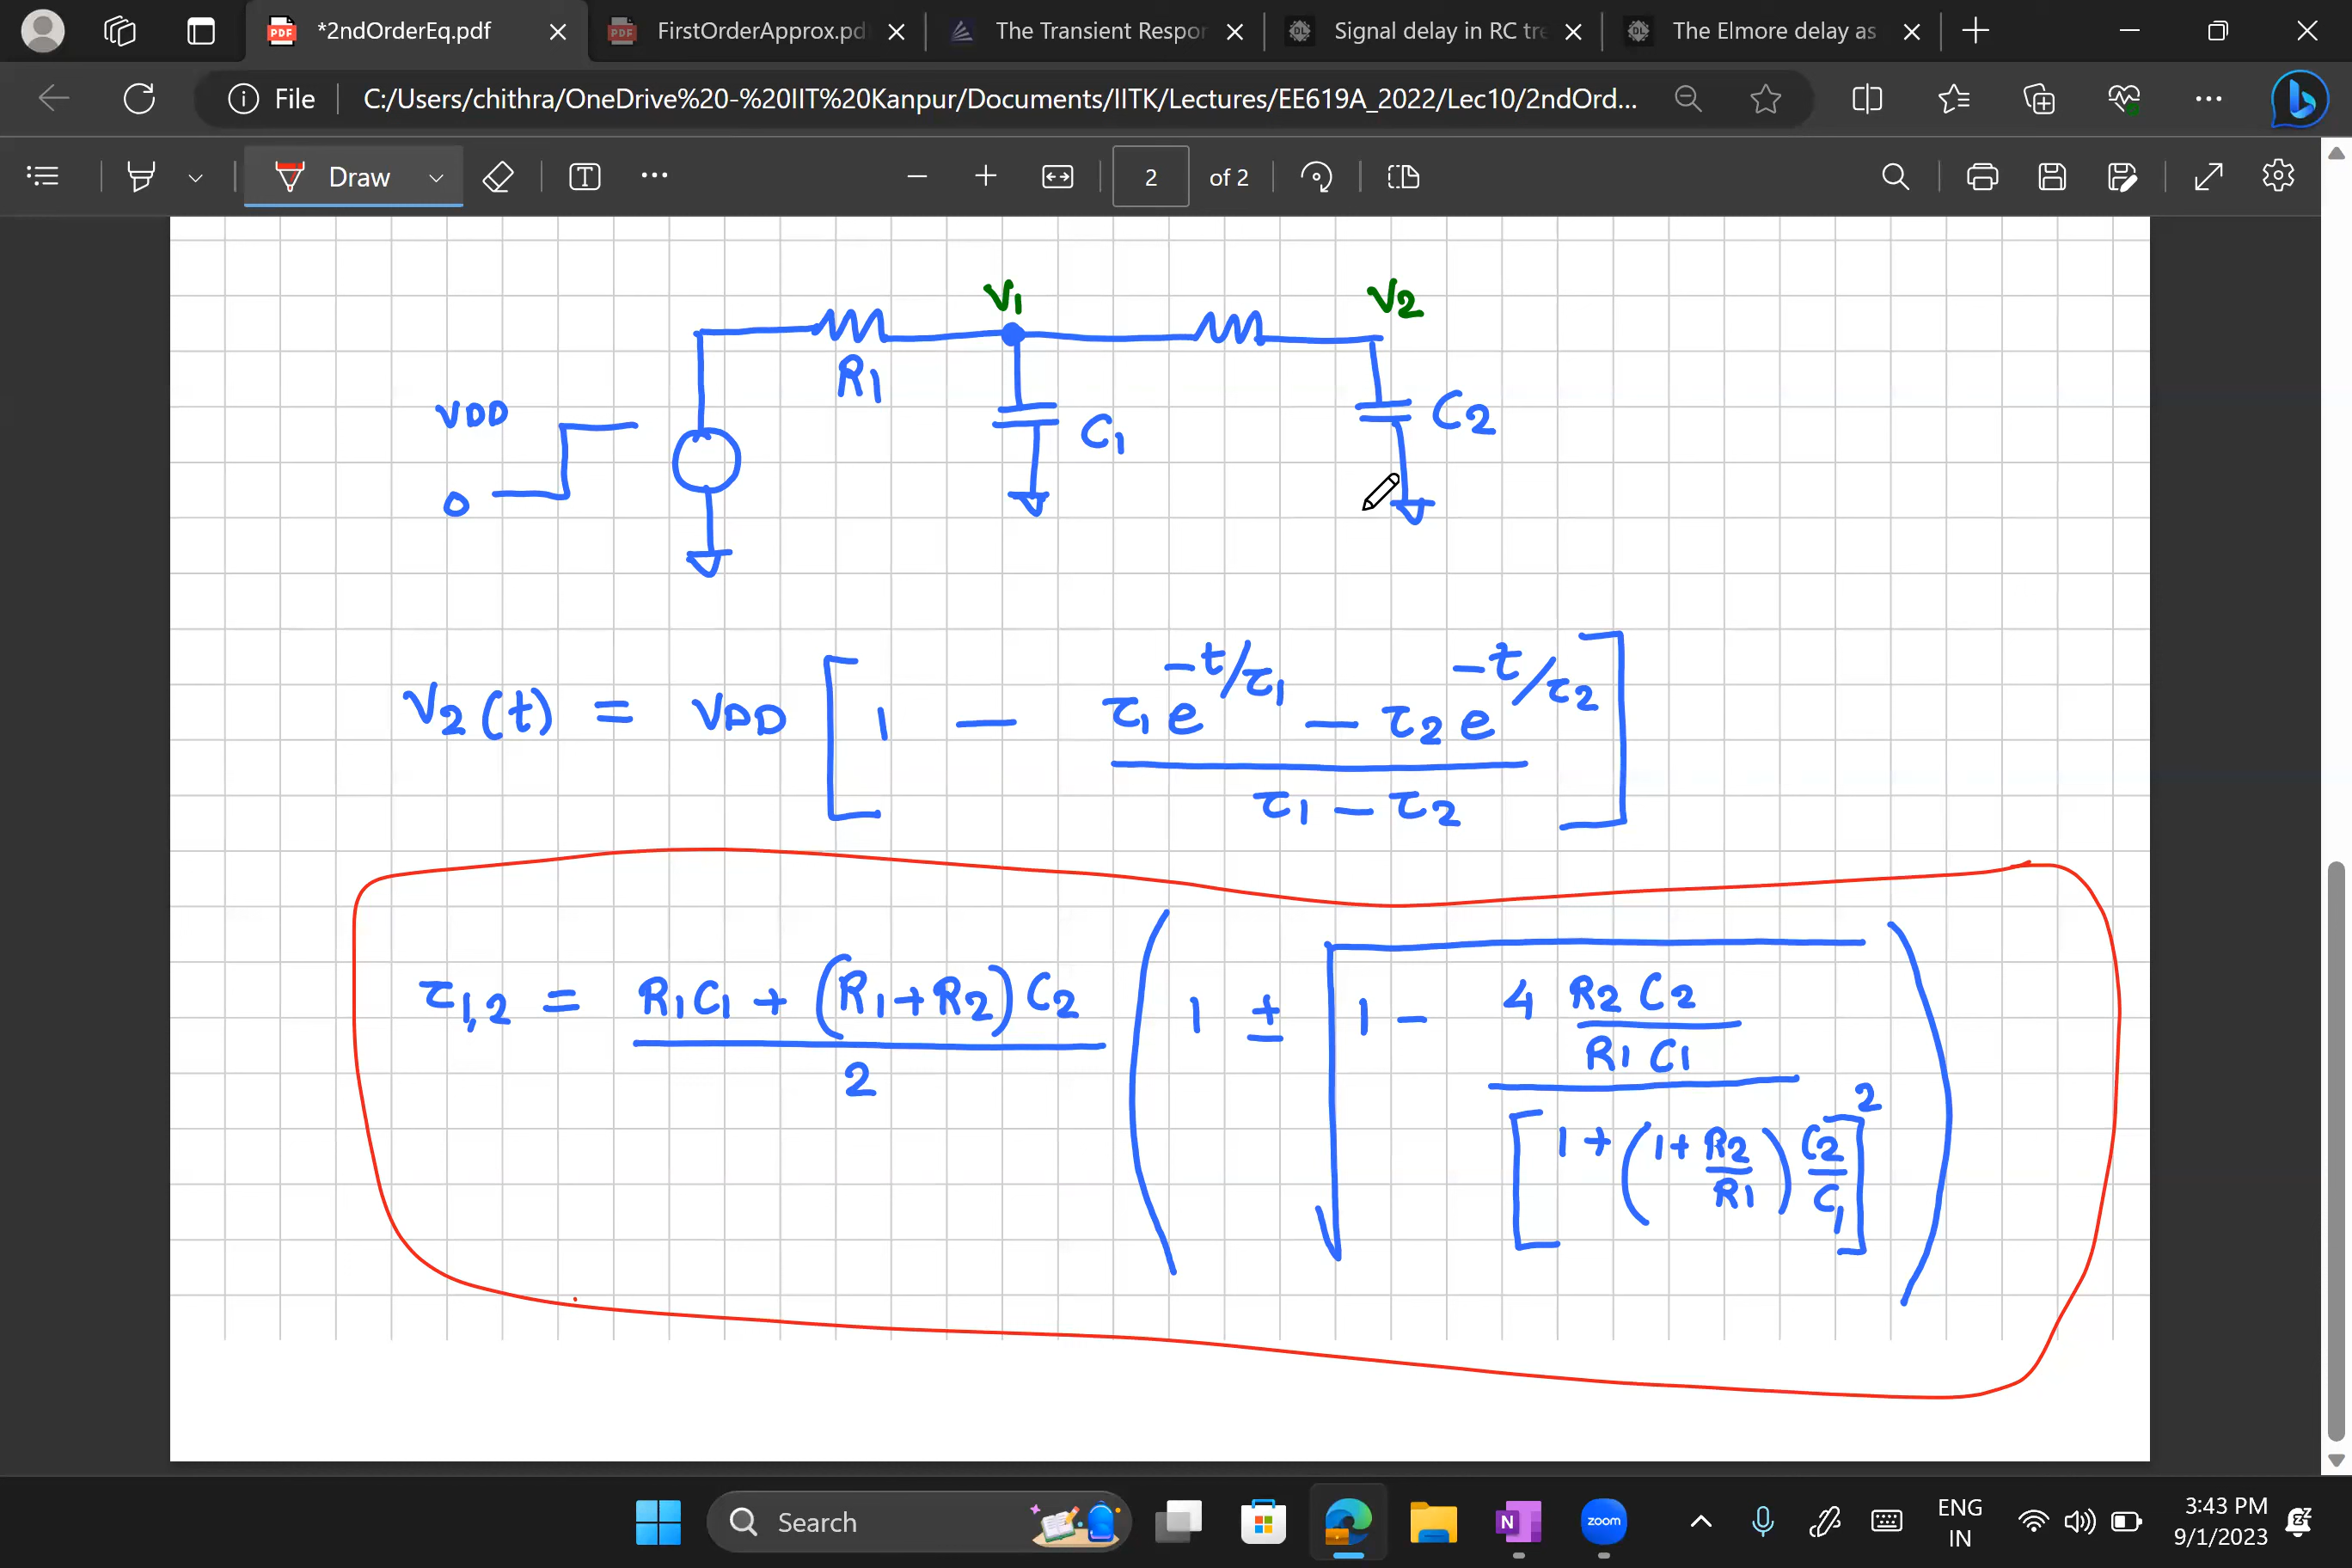 *2ndOrderEq.pdf
FirstOrderApprox.pd
The Transient Respor
Signal delay in RC tre
The Elmore delay as
File
C:/Users/chithra/OneDrive%20-%20IIT%20Kanpur/Documents/IITK/Lectures/EE619A_2022/Lec10/2ndOrd...
Draw
2 of 2
V1 V2
R1
VDD
0
C1 C2
V2(t) = VDD [ 1 - (τ1 e^(-t/τ1) - τ2 e^(-t/τ2)) / (τ1 - τ2) ]
τ1,2 = (R1C1 + (R1+R2)C2) / 2 ( 1 ± √( 1 - (4 R2C2 / R1C1) / [1 + (1 + R2/R1) C2/C1]^2 ) )
Search
zoom
ENG
IN
3:43 PM
9/1/2023